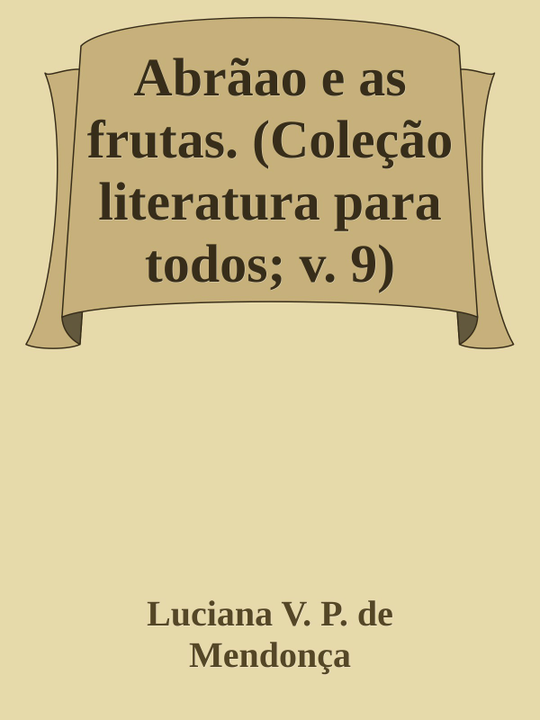 Abrãao e as
frutas. (Coleção
literatura para
todos; v. 9)
Luciana V. P. de
Mendonça